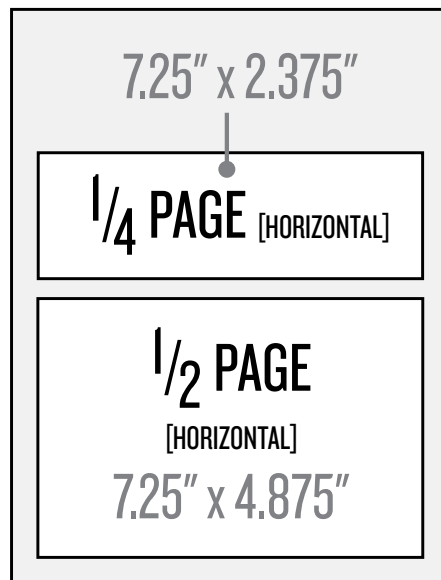 7.25″ x 2.375″
1/4 PAGE [HORIZONTAL]
1/2 PAGE
[HORIZONTAL]
7.25″ x 4.875″